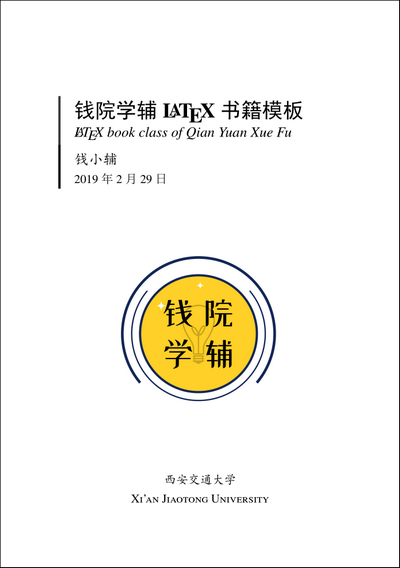 钱院学辅 LATEX 书籍模板
LATEX book class of Qian Yuan Xue Fu
钱小辅
2019 年 2 月 29 日
钱院
学辅
西安交通大学
XI'AN JIAOTONG UNIVERSITY